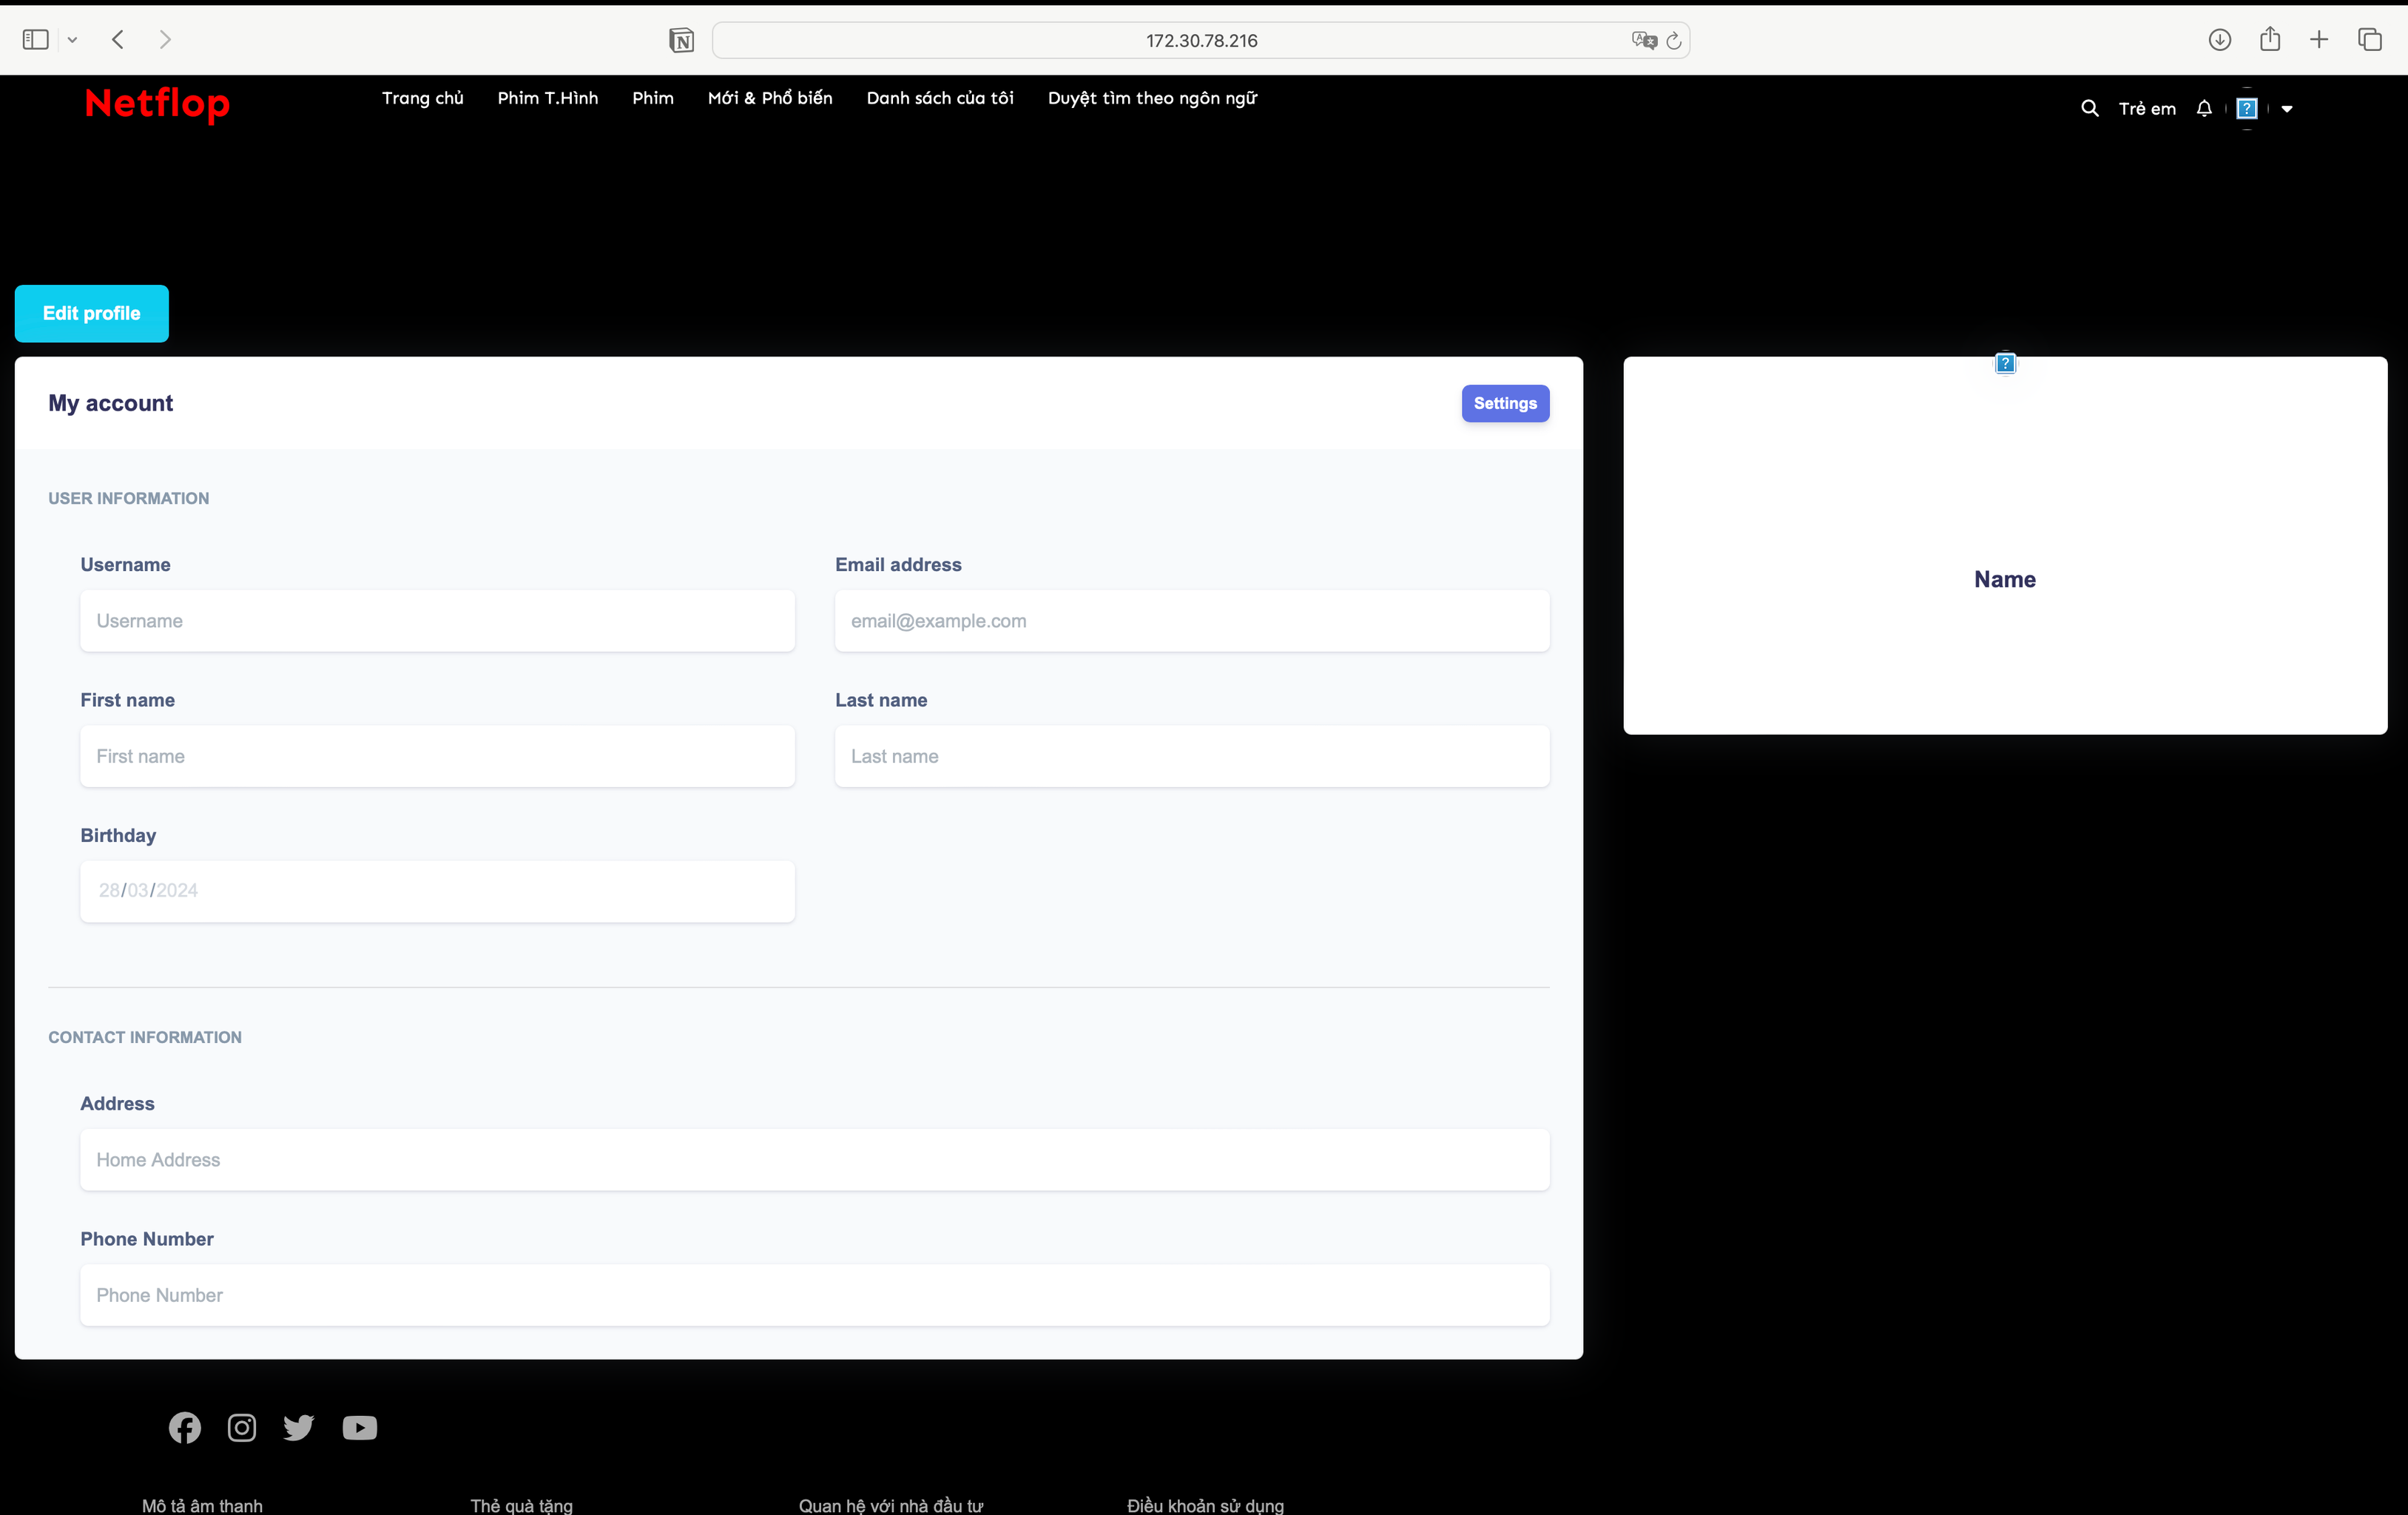 172.30.78.216
Netflop
Trang chủ
Phim T.Hình
Phim
Mới & Phổ biến
Danh sách của tôi
Duyệt tìm theo ngôn ngữ
Trẻ em
Edit profile
My account
Settings
USER INFORMATION
Username
Email address
Username
email@example.com
First name
Last name
First name
Last name
Birthday
28/03/2024
Name
CONTACT INFORMATION
Address
Home Address
Phone Number
Phone Number
Mô tả âm thanh
Thẻ quà tặng
Quan hệ với nhà đầu tư
Điều khoản sử dụng